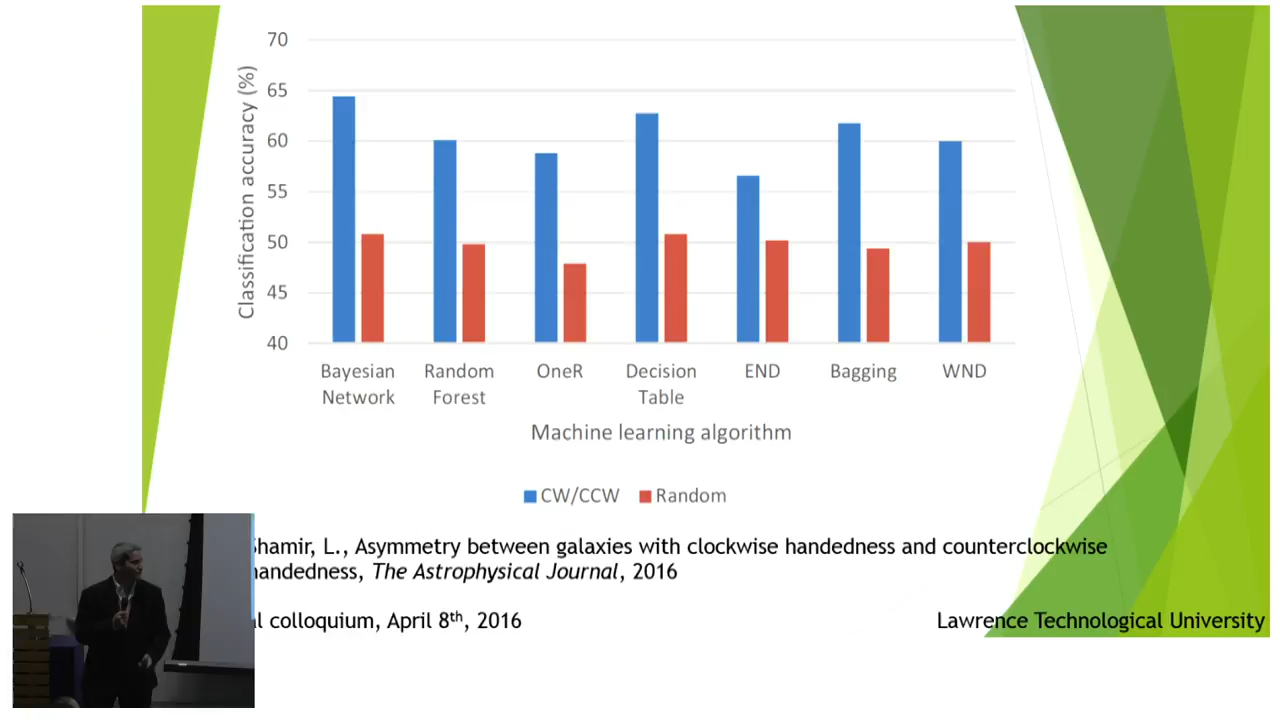 70
65
60
55
50
45
40
Classification accuracy (%)
Bayesian Network
Random Forest
OneR
Decision Table
END
Bagging
WND
Machine learning algorithm
CW/CCW
Random
Shamir, L., Asymmetry between galaxies with clockwise handedness and counterclockwise
handedness, The Astrophysical Journal, 2016
colloquium, April 8th, 2016
Lawrence Technological University